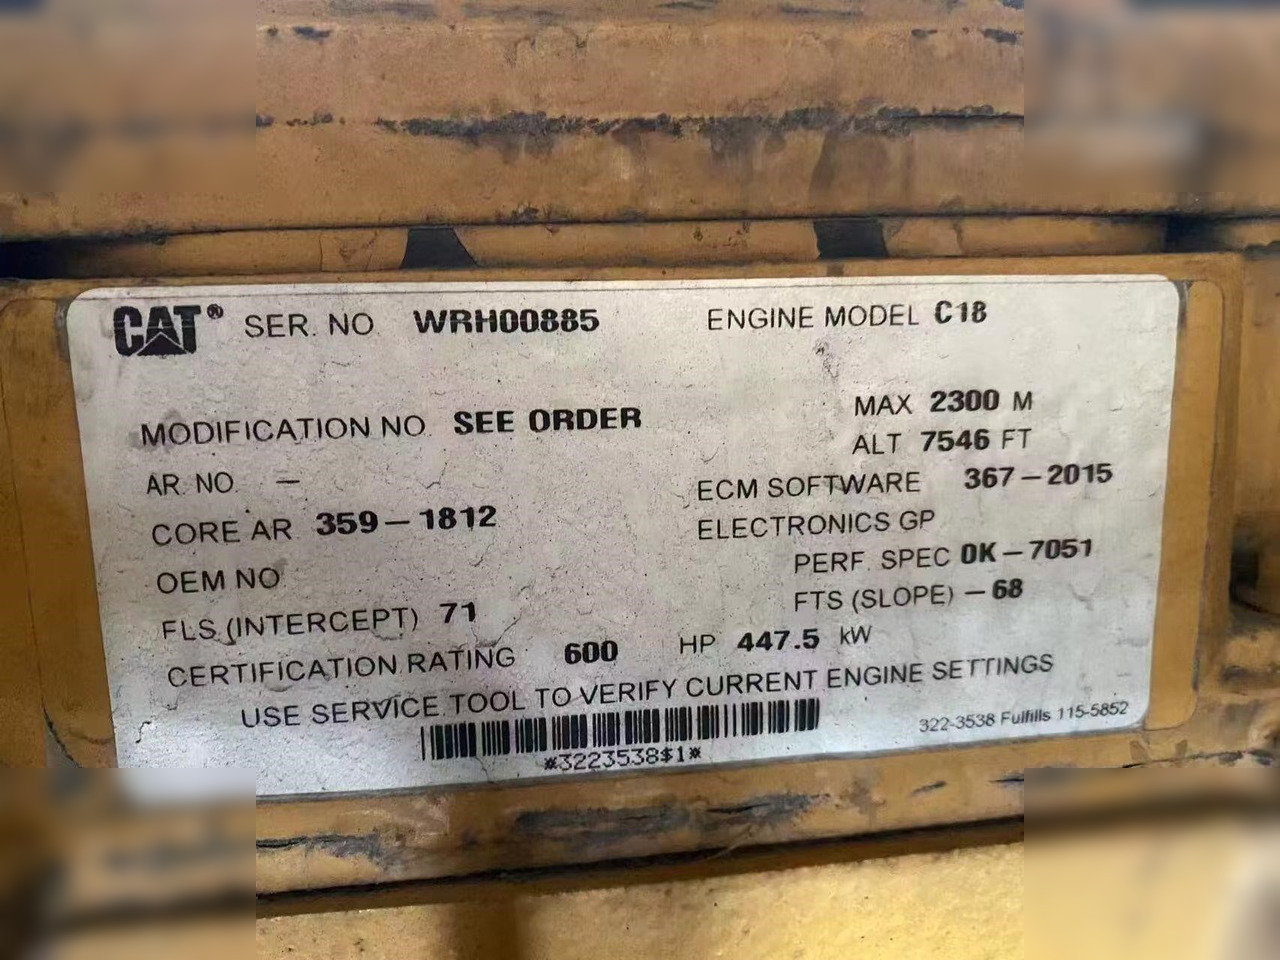 CAT® SER. NO. WRH00885 ENGINE MODEL C18
MODIFICATION NO. SEE ORDER MAX 2300 M
ALT 7546 FT
AR. NO. —
ECM SOFTWARE 367-2015
CORE AR 359-1812
ELECTRONICS GP
OEM NO
PERF. SPEC 0K-7051
FLS (INTERCEPT) 71
FTS (SLOPE) -68
CERTIFICATION RATING 600 HP 447.5 kW
USE SERVICE TOOL TO VERIFY CURRENT ENGINE SETTINGS
322-3538 Fulfills 115-5852
*3223538$1*